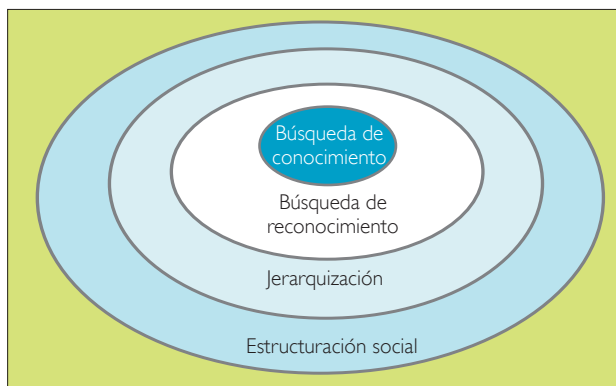 Búsqueda de
conocimiento
Búsqueda de
reconocimiento
Jerarquización
Estructuración social